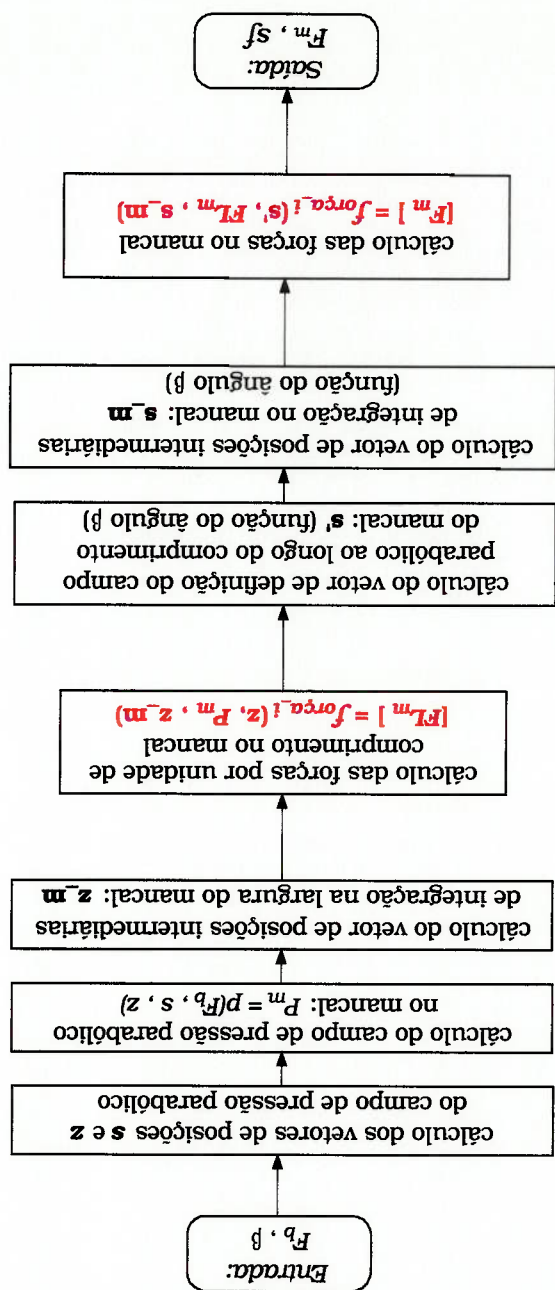 Entrada:
F_b , β
cálculo dos vetores de posições s e z
do campo de pressão parabólico
cálculo do campo de pressão parabólico
no mancal: P_m = p(F_b , s , z)
cálculo do vetor de posições intermediárias
de integração na largura do mancal: z_m
cálculo das forças por unidade de
comprimento no mancal
[FL_m ] = força_i (z, P_m , z_m)
cálculo do vetor de definição do campo
parabólico ao longo do comprimento
do mancal: s' (função do ângulo β)
cálculo do vetor de posições intermediárias
de integração no mancal: s_m
(função do ângulo β)
cálculo das forças no mancal
[F_m ] = força_i (s', FL_m , s_m)
Saída:
F_m , sf